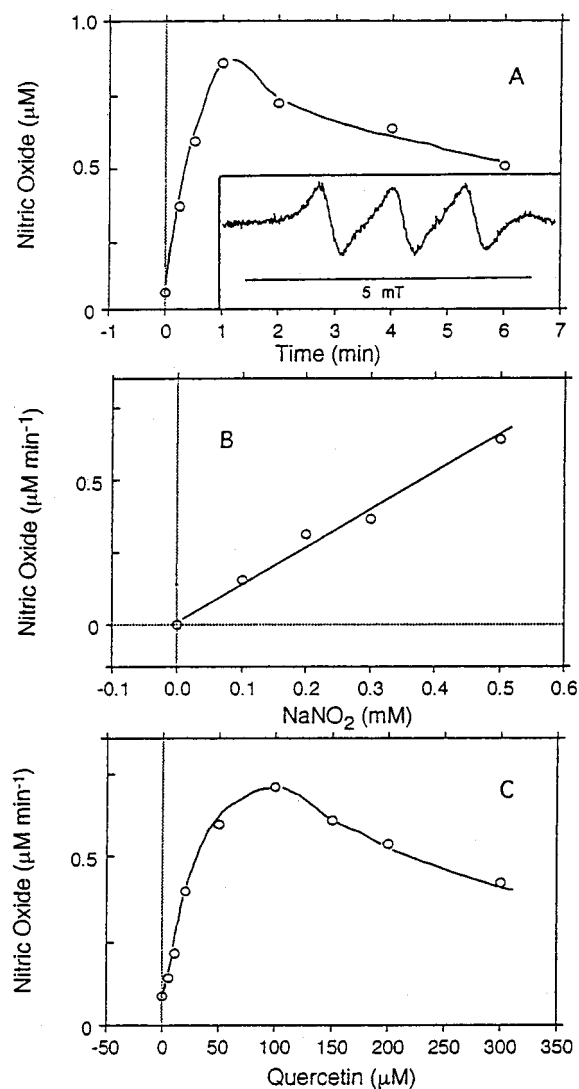 1.0
A
Nitric Oxide (μM)
0.5
5 mT
0
-1 0 1 2 3 4 5 6 7
Time (min)
B
Nitric Oxide (μM min-1)
0.5
0
-0.1 0.0 0.1 0.2 0.3 0.4 0.5 0.6
NaNO2 (mM)
C
Nitric Oxide (μM min-1)
0.5
0
-50 0 50 100 150 200 250 300 350
Quercetin (μM)